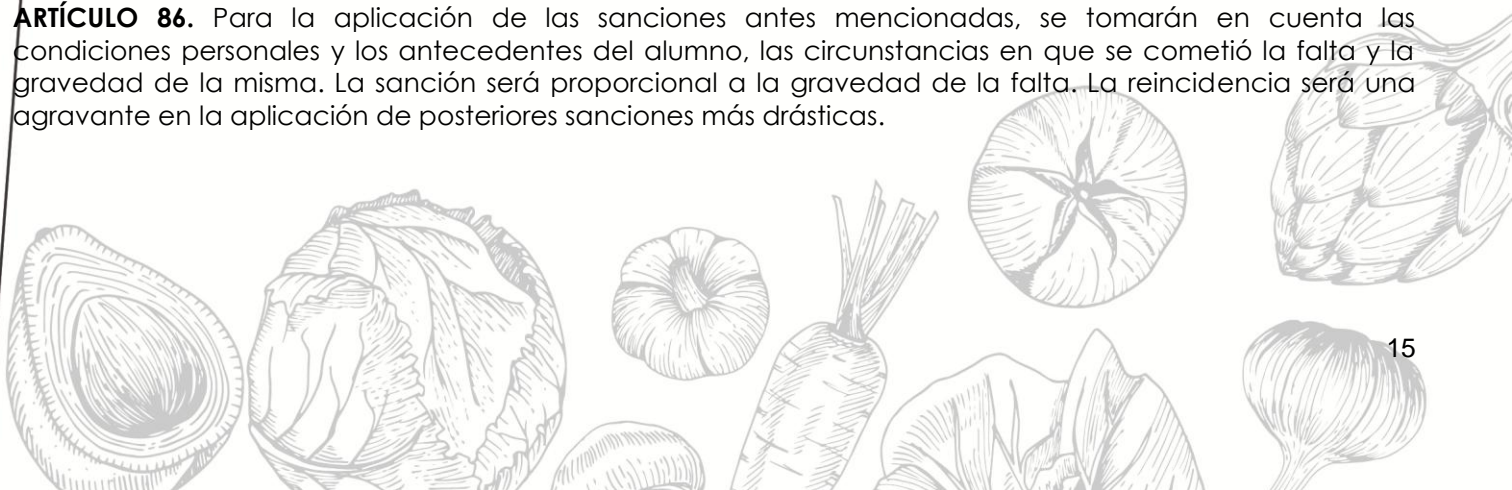 ARTÍCULO 86. Para la aplicación de las sanciones antes mencionadas, se tomarán en cuenta las
condiciones personales y los antecedentes del alumno, las circunstancias en que se cometió la falta y la
gravedad de la misma. La sanción será proporcional a la gravedad de la falta. La reincidencia será una
agravante en la aplicación de posteriores sanciones más drásticas.
15